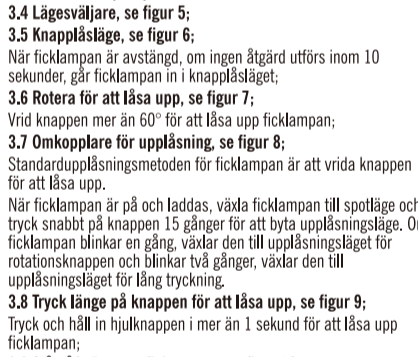 3.4 Lägesväljare, se figur 5;
3.5 Knapplåsläge, se figur 6;
När ficklampan är avstängd, om ingen åtgärd utförs inom 10
sekunder, går ficklampan in i knapplåsläget;
3.6 Rotera för att låsa upp, se figur 7;
Vrid knappen mer än 60° för att låsa upp ficklampan;
3.7 Omkopplare för upplåsning, se figur 8;
Standardupplåsningsmetoden för ficklampan är att vrida knappen
för att låsa upp.
När ficklampan är på och laddas, växla ficklampan till spotläge och
tryck snabbt på knappen 15 gånger för att byta upplåsningsläge.
ficklampan blinkar en gång, växlar den till upplåsningsläget för
rotationsknappen och blinkar två gånger, växlar den till
upplåsningsläget för lång tryckning.
3.8 Tryck länge på knappen för att låsa upp, se figur 9;
Tryck och håll in hjulknappen i mer än 1 sekund för att låsa upp
ficklampan;